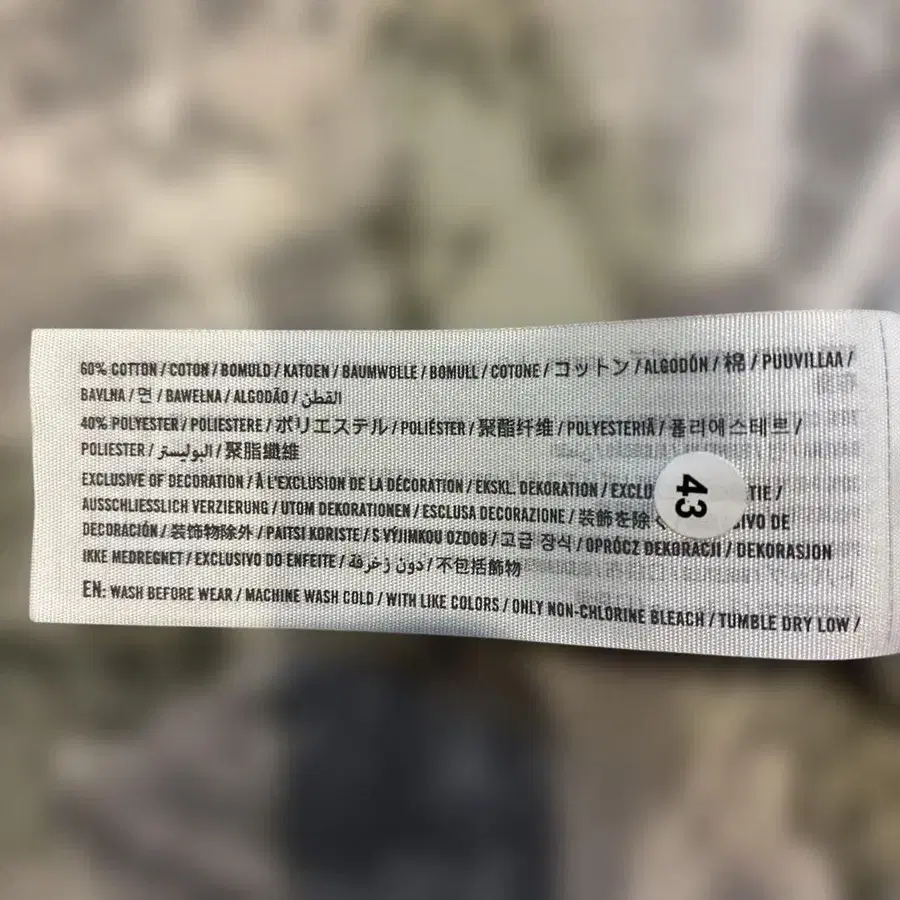 60% COTTON / COTON / BOMULD / KATOEN / BAUMWOLLE / BOMULL / COTONE / コットン / ALGODÓN / 棉 / PUUVILLAA /
BAVLNA / 면 / BAWEŁNA / ALGODÃO / القطن
40% POLYESTER / POLIESTERE / ポリエステル / POLIÉSTER / 聚酯纤维 / POLYESTERIÄ / 폴리에스테르 /
POLIESTER / البوليستر / 聚脂纖維
EXCLUSIVE OF DECORATION / À L'EXCLUSION DE LA DÉCORATION / EKSKL. DEKORATION / EXCLU TIE /
AUSSCHLIESSLICH VERZIERUNG / UTOM DEKORATIONEN / ESCLUSA DECORAZIONE / 装飾を除 IVO DE
DECORACIÓN / 装饰物除外 / PAITSI KORISTE / S VÝJIMKOU OZDOB / 고급 장식 / OPRÓCZ DEKORACJI / DEKORASJON
IKKE MEDREGNET / EXCLUSIVO DO ENFEITE / دون زخرفة / 不包括飾物
EN: WASH BEFORE WEAR / MACHINE WASH COLD / WITH LIKE COLORS / ONLY NON-CHLORINE BLEACH / TUMBLE DRY LOW /
43